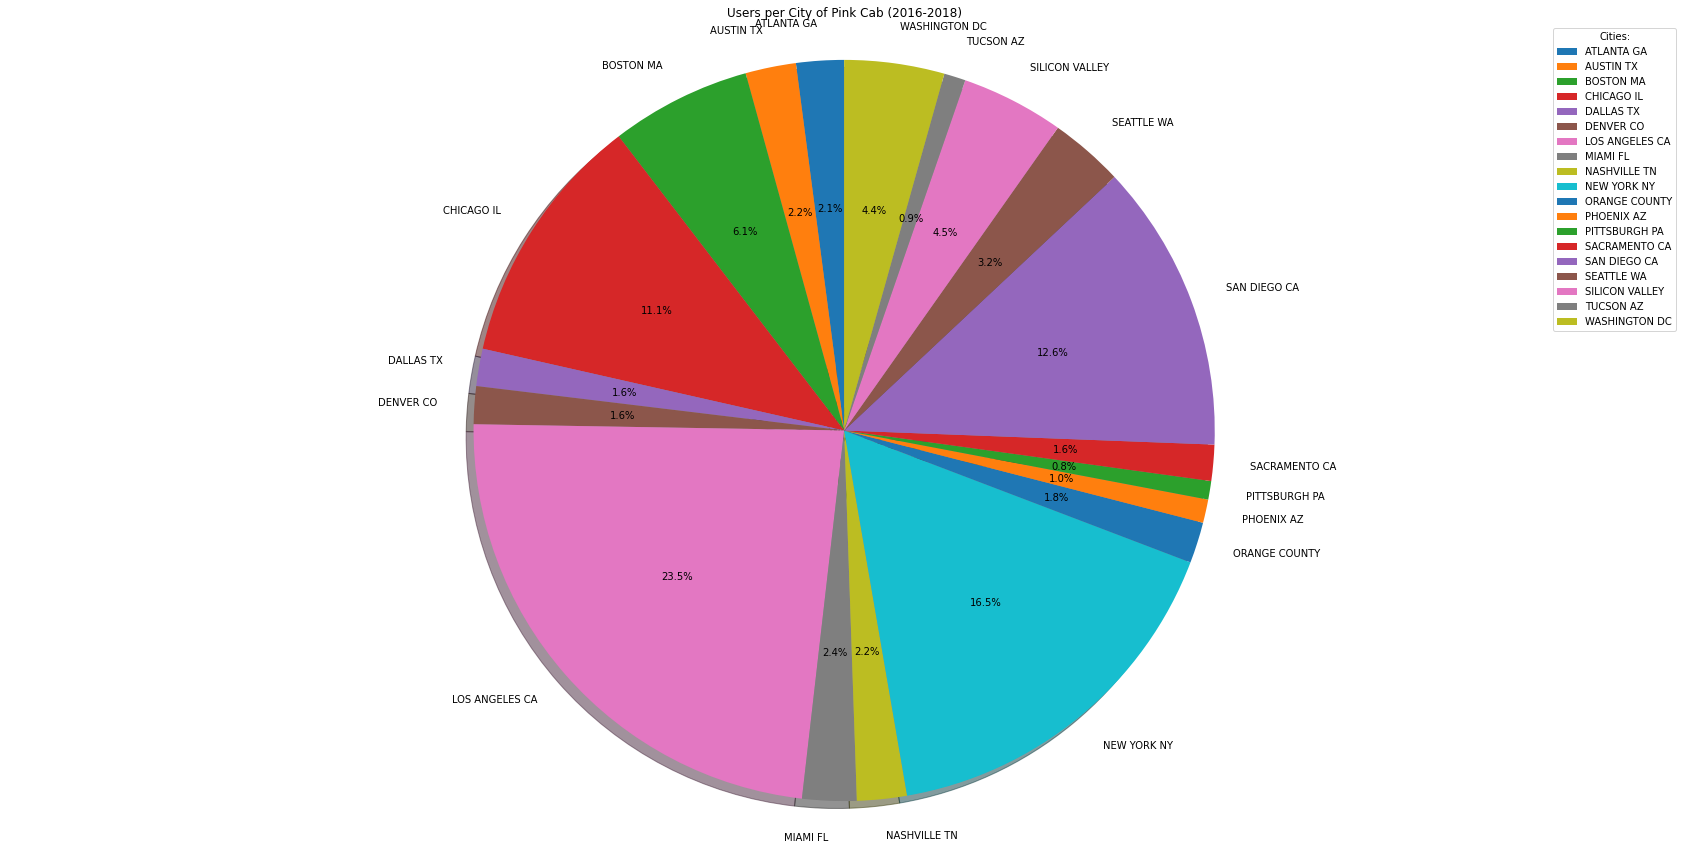 Users per City of Pink Cab (2016-2018)
ATLANTA GA
AUSTIN TX
BOSTON MA
CHICAGO IL
DALLAS TX
DENVER CO
LOS ANGELES CA
MIAMI FL
NASHVILLE TN
NEW YORK NY
ORANGE COUNTY
PHOENIX AZ
PITTSBURGH PA
SACRAMENTO CA
SAN DIEGO CA
SEATTLE WA
SILICON VALLEY
TUCSON AZ
WASHINGTON DC
2.1%
2.2%
6.1%
11.1%
1.6%
1.6%
23.5%
2.4%
2.2%
16.5%
1.8%
1.0%
0.8%
1.6%
12.6%
3.2%
4.5%
0.9%
4.4%
Cities:
ATLANTA GA
AUSTIN TX
BOSTON MA
CHICAGO IL
DALLAS TX
DENVER CO
LOS ANGELES CA
MIAMI FL
NASHVILLE TN
NEW YORK NY
ORANGE COUNTY
PHOENIX AZ
PITTSBURGH PA
SACRAMENTO CA
SAN DIEGO CA
SEATTLE WA
SILICON VALLEY
TUCSON AZ
WASHINGTON DC